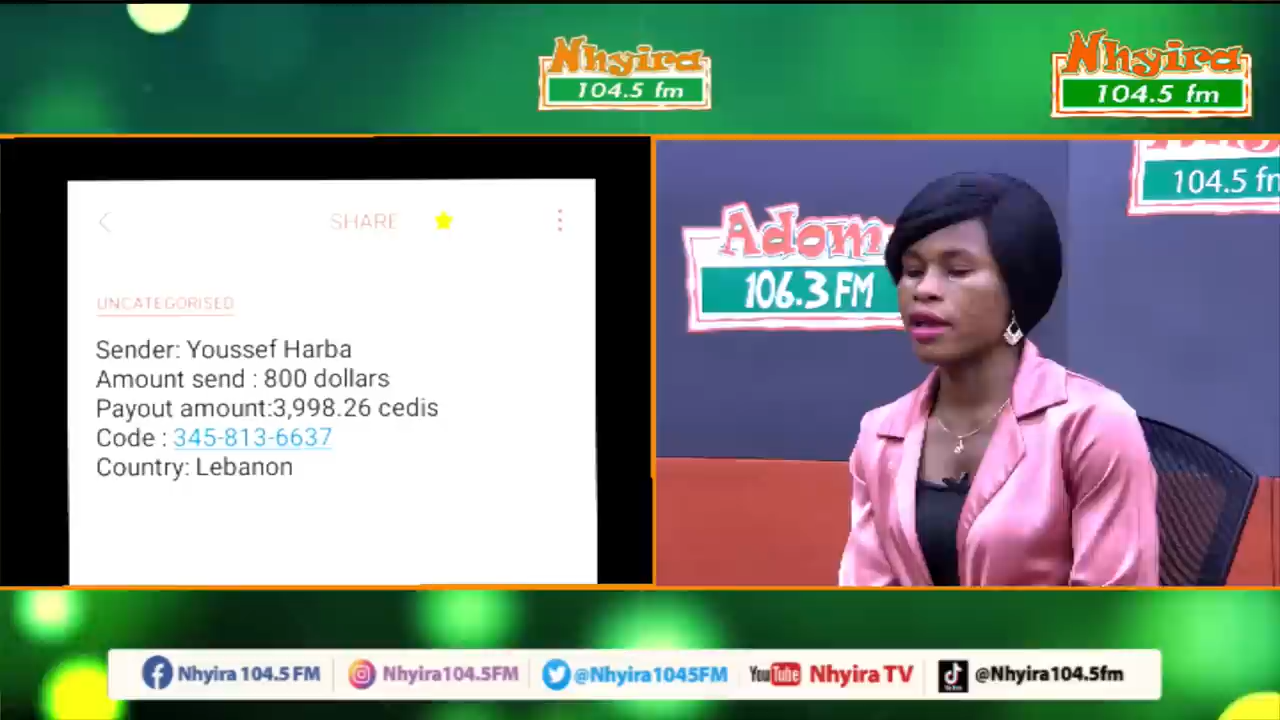 Nhyira
104.5 fm
Nhyira
104.5 fm
SHARE
UNCATEGORISED
Sender: Youssef Harba
Amount send : 800 dollars
Payout amount:3,998.26 cedis
Code : 345-813-6637
Country: Lebanon
Adom
106.3 FM
104.5 fm
Nhyira 104.5 FM
Nhyira104.5FM
@Nhyira1045FM
YouTube Nhyira TV
@Nhyira104.5fm